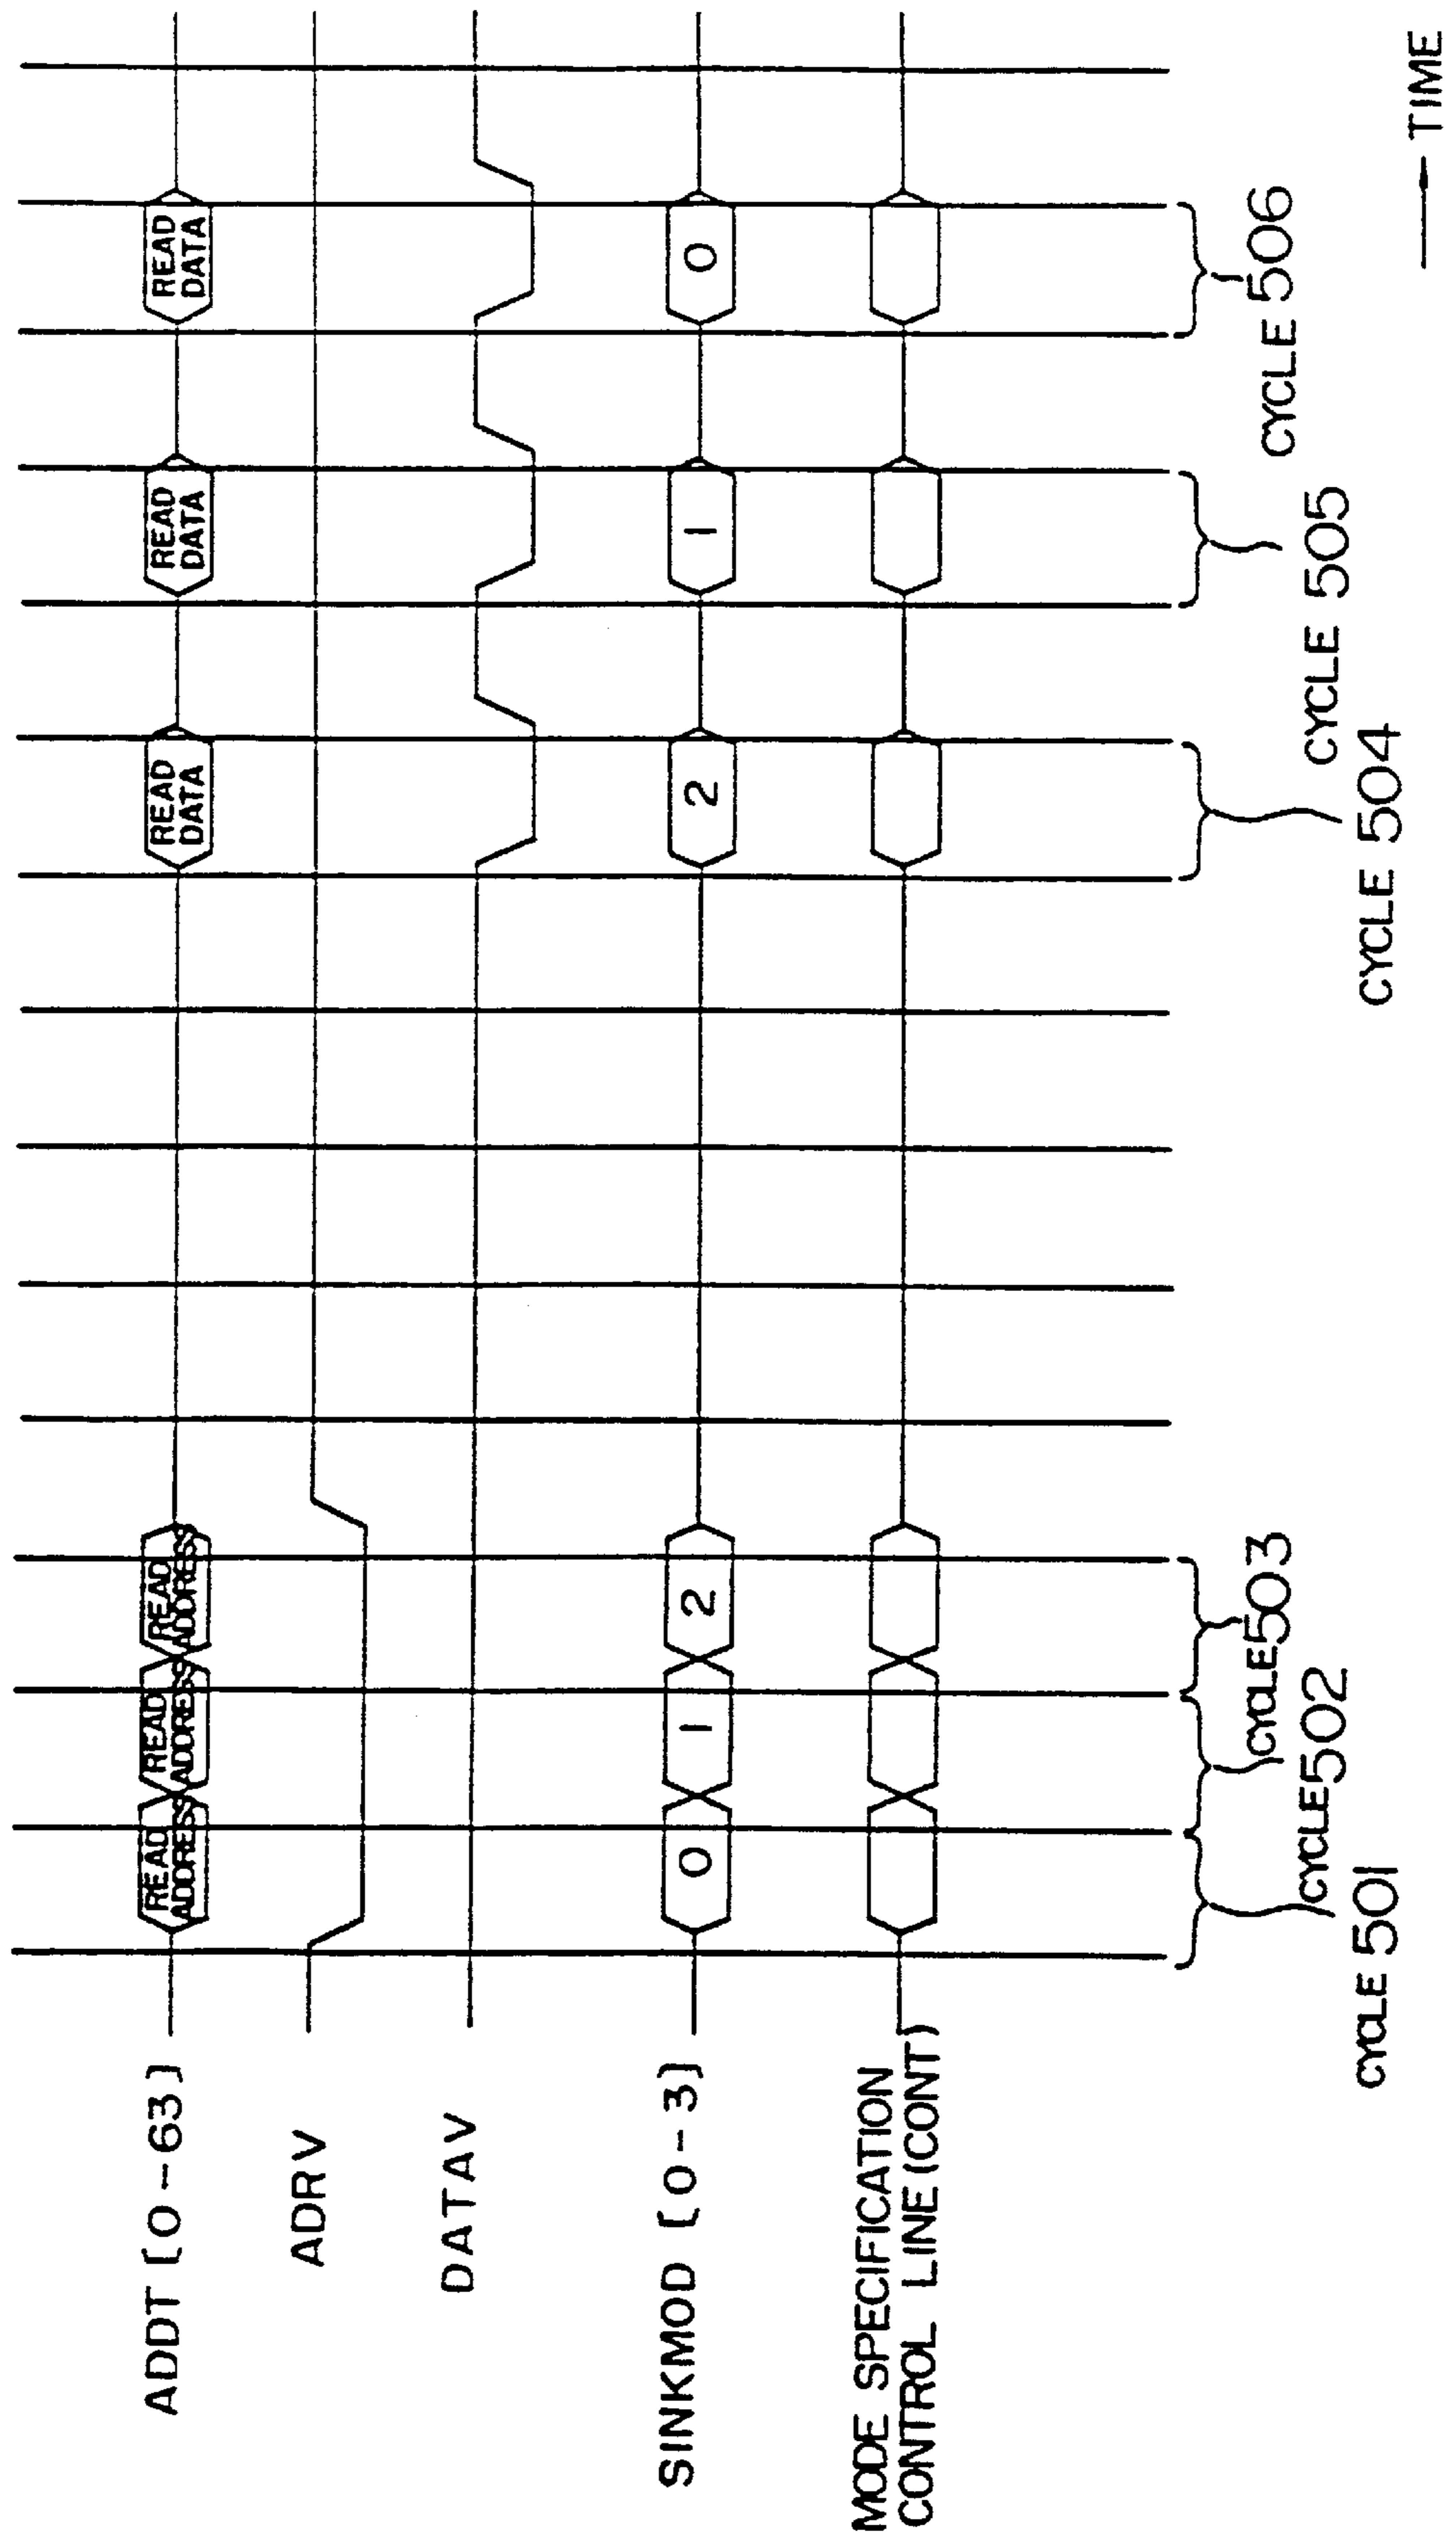 ADDT [0-63]
READ
ADDRESS
READ
ADDRESS
READ
ADDRESS
READ
DATA
READ
DATA
READ
DATA
ADRV
DATAV
SINKMOD [0-3]
0
1
2
2
1
0
MODE SPECIFICATION
CONTROL LINE (CONT)
CYCLE 501
CYCLE 502
CYCLE 503
CYCLE 504
CYCLE 505
CYCLE 506
TIME